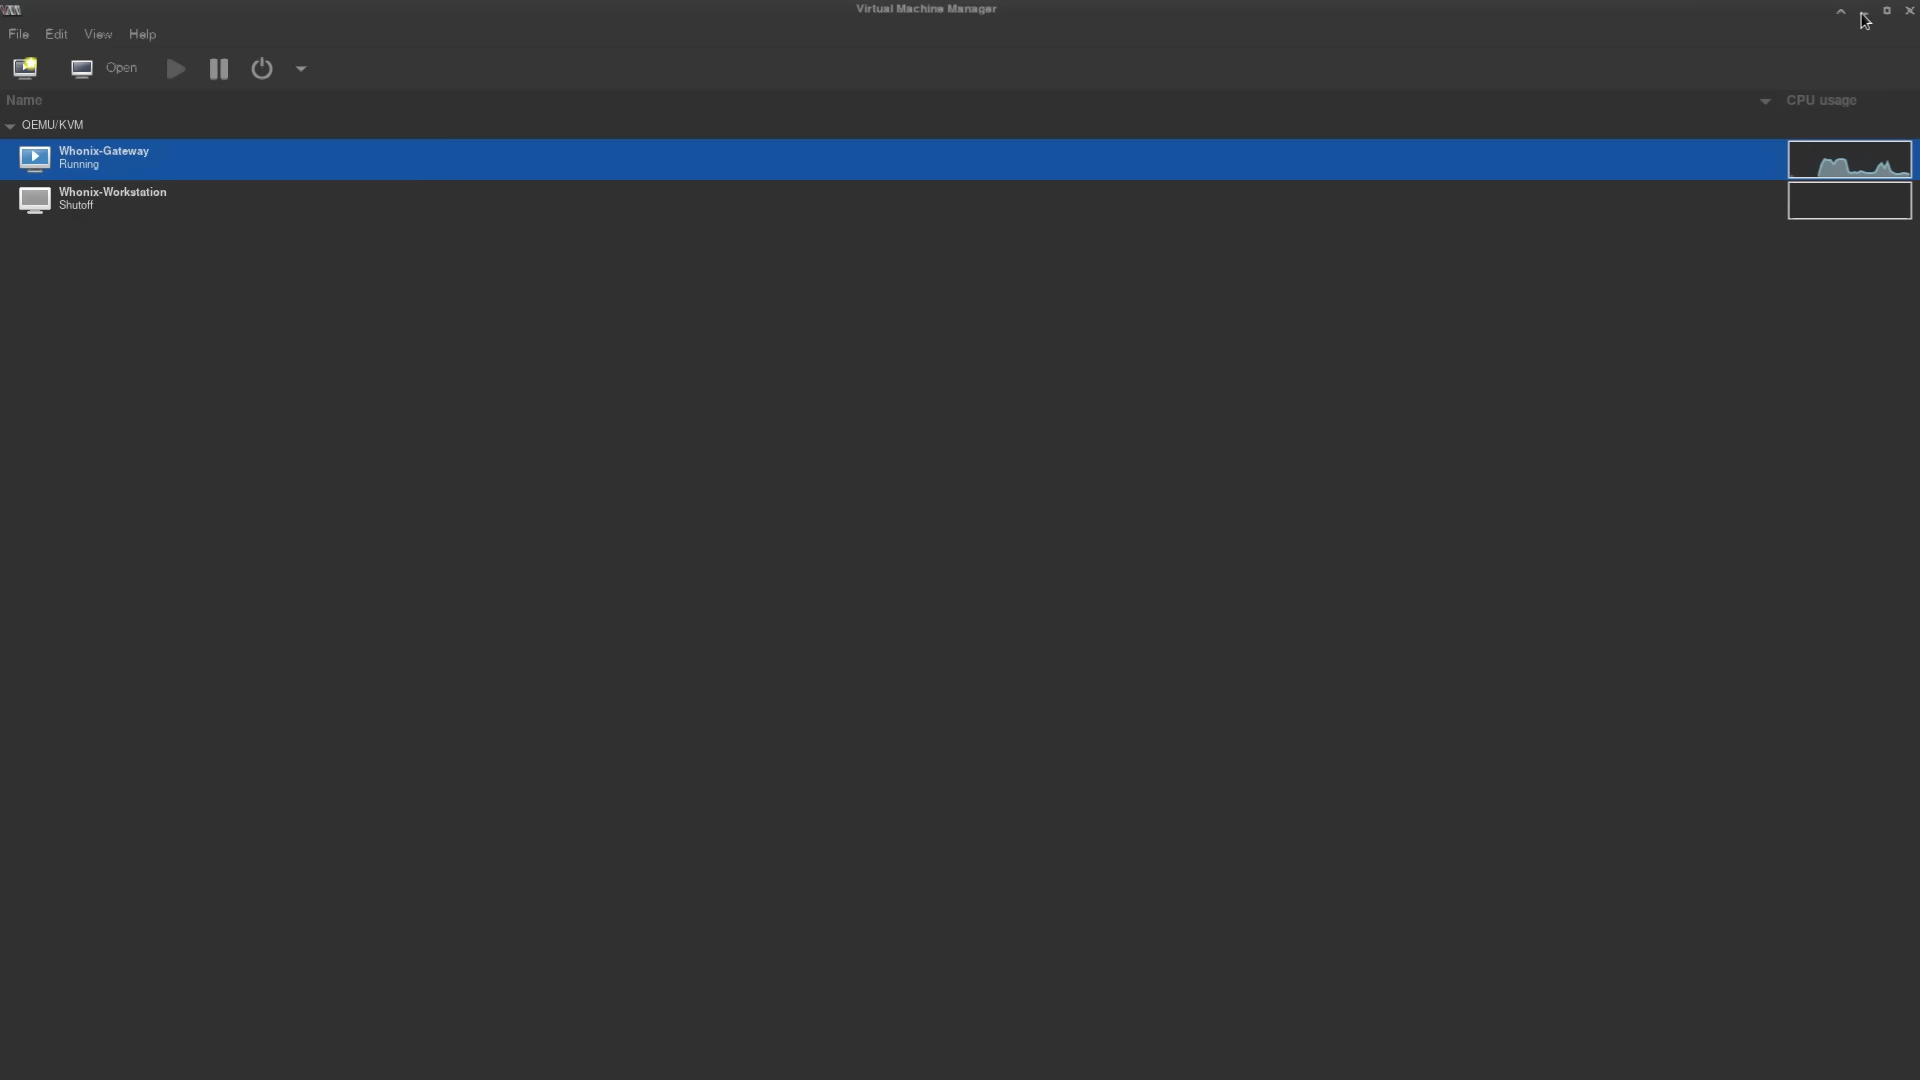 Virtual Machine Manager
File Edit View Help
Open
Name CPU usage
QEMU/KVM
Whonix-Gateway
Running
Whonix-Workstation
Shutoff